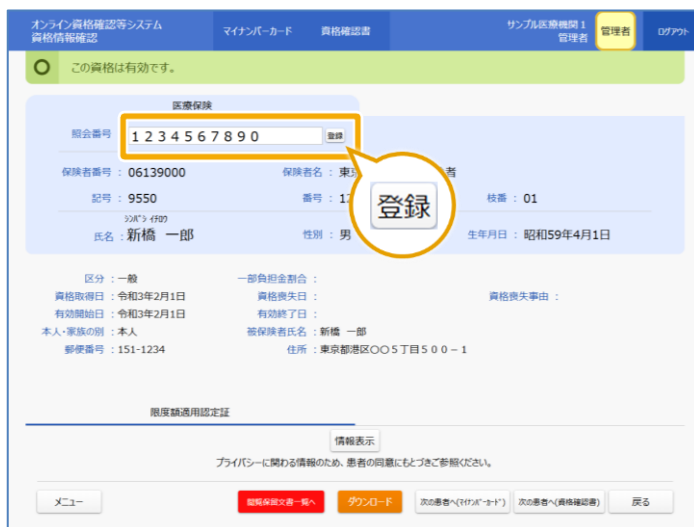 オンライン資格確認等システム
資格情報確認
マイナンバーカード 資格確認書
サンプル医療機関1
管理者
管理者
ログアウト
この資格は有効です。
医療保険
照会番号 1234567890 登録
保険者番号 : 06139000 保険者名 : 東京 者
記号 : 9550 番号 : 12 枝番 : 01
登録
シンバシ イチロウ
氏名 : 新橋 一郎 性別 : 男 生年月日 : 昭和59年4月1日
区分 : 一般 一部負担金割合 :
資格取得日 : 令和3年2月1日 資格喪失日 : 資格喪失事由 :
有効開始日 : 令和3年2月1日 有効終了日 :
本人・家族の別 : 本人 被保険者氏名 : 新橋 一郎
郵便番号 : 151-1234 住所 : 東京都港区〇〇5丁目500-1
限度額適用認定証
情報表示
プライバシーに関わる情報のため、患者の同意にもとづきご参照ください。
メニュー 閲覧保留文書一覧へ ダウンロード 次の患者へ(マイナンバーカード) 次の患者へ(資格確認書) 戻る